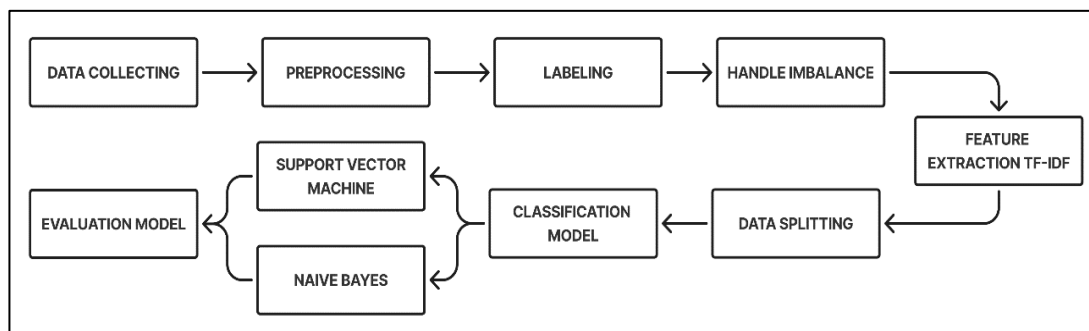 DATA COLLECTING
PREPROCESSING
LABELING
HANDLE IMBALANCE
FEATURE
EXTRACTION TF-IDF
DATA SPLITTING
CLASSIFICATION
MODEL
SUPPORT VECTOR
MACHINE
NAIVE BAYES
EVALUATION MODEL